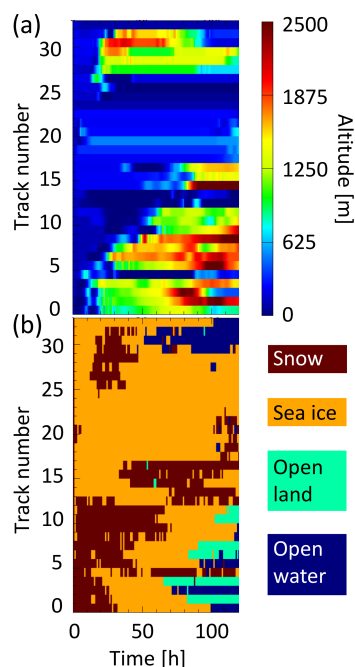 (a)
30
25
20
15
10
5
0
Track number
2500
1875
1250
625
0
Altitude [m]
(b)
30
25
20
15
10
5
0
Track number
0
50
100
Time [h]
Snow
Sea ice
Open
land
Open
water